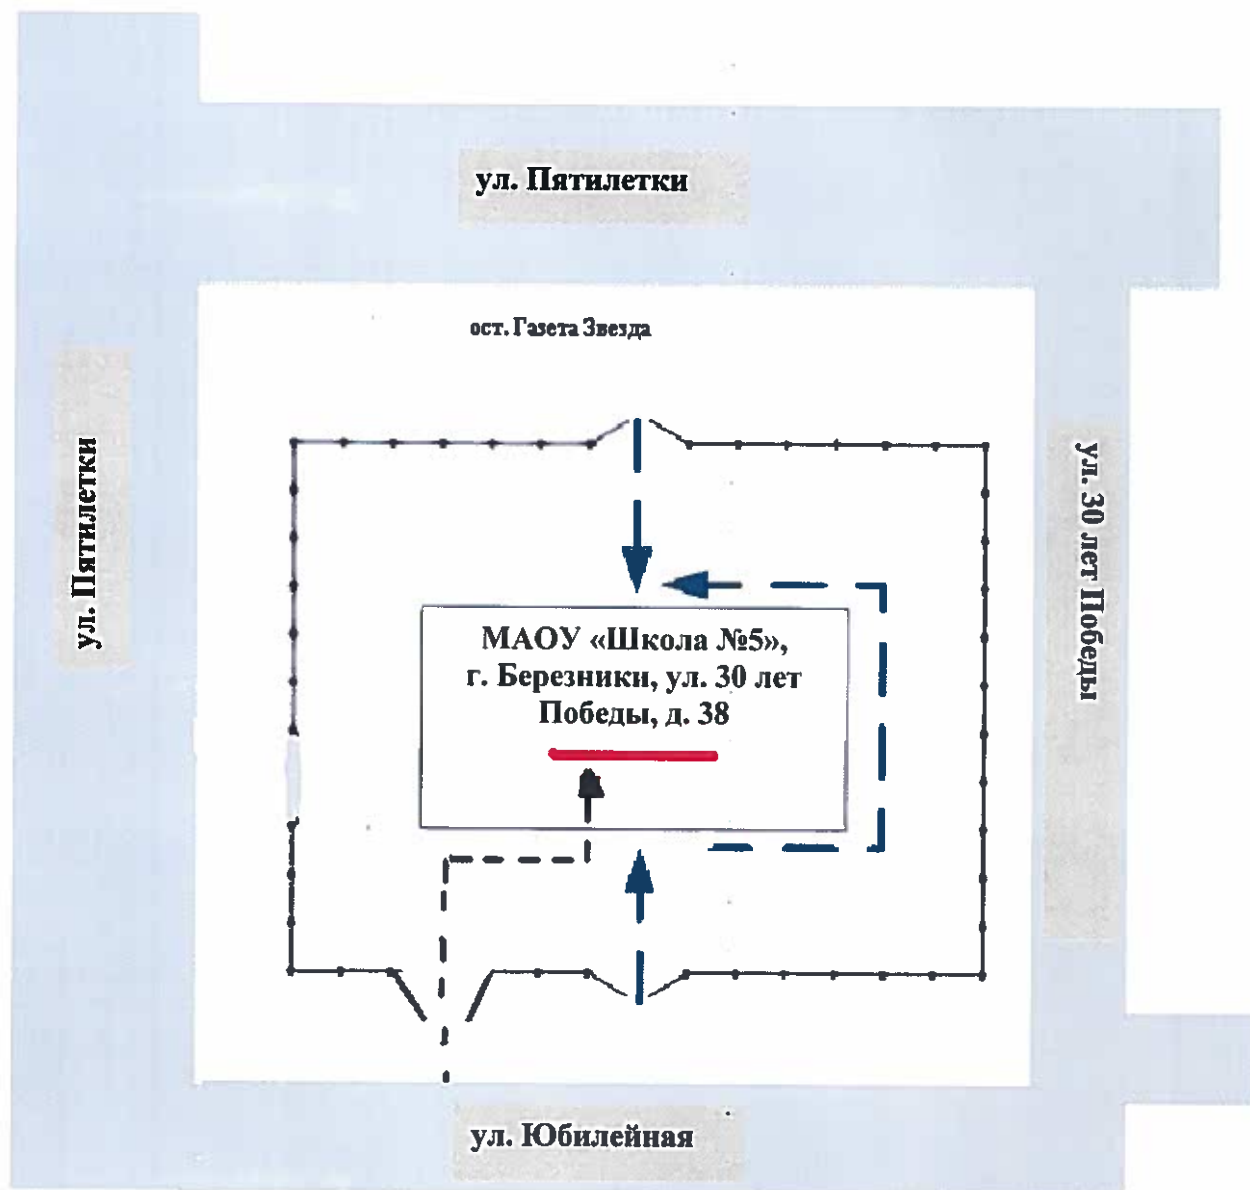 ул. Пятилетки
ост. Газета Звезда
ул. Пятилетки
ул. 30 лет Победы
МАОУ «Школа №5»,
г. Березники, ул. 30 лет
Победы, д. 38
ул. Юбилейная